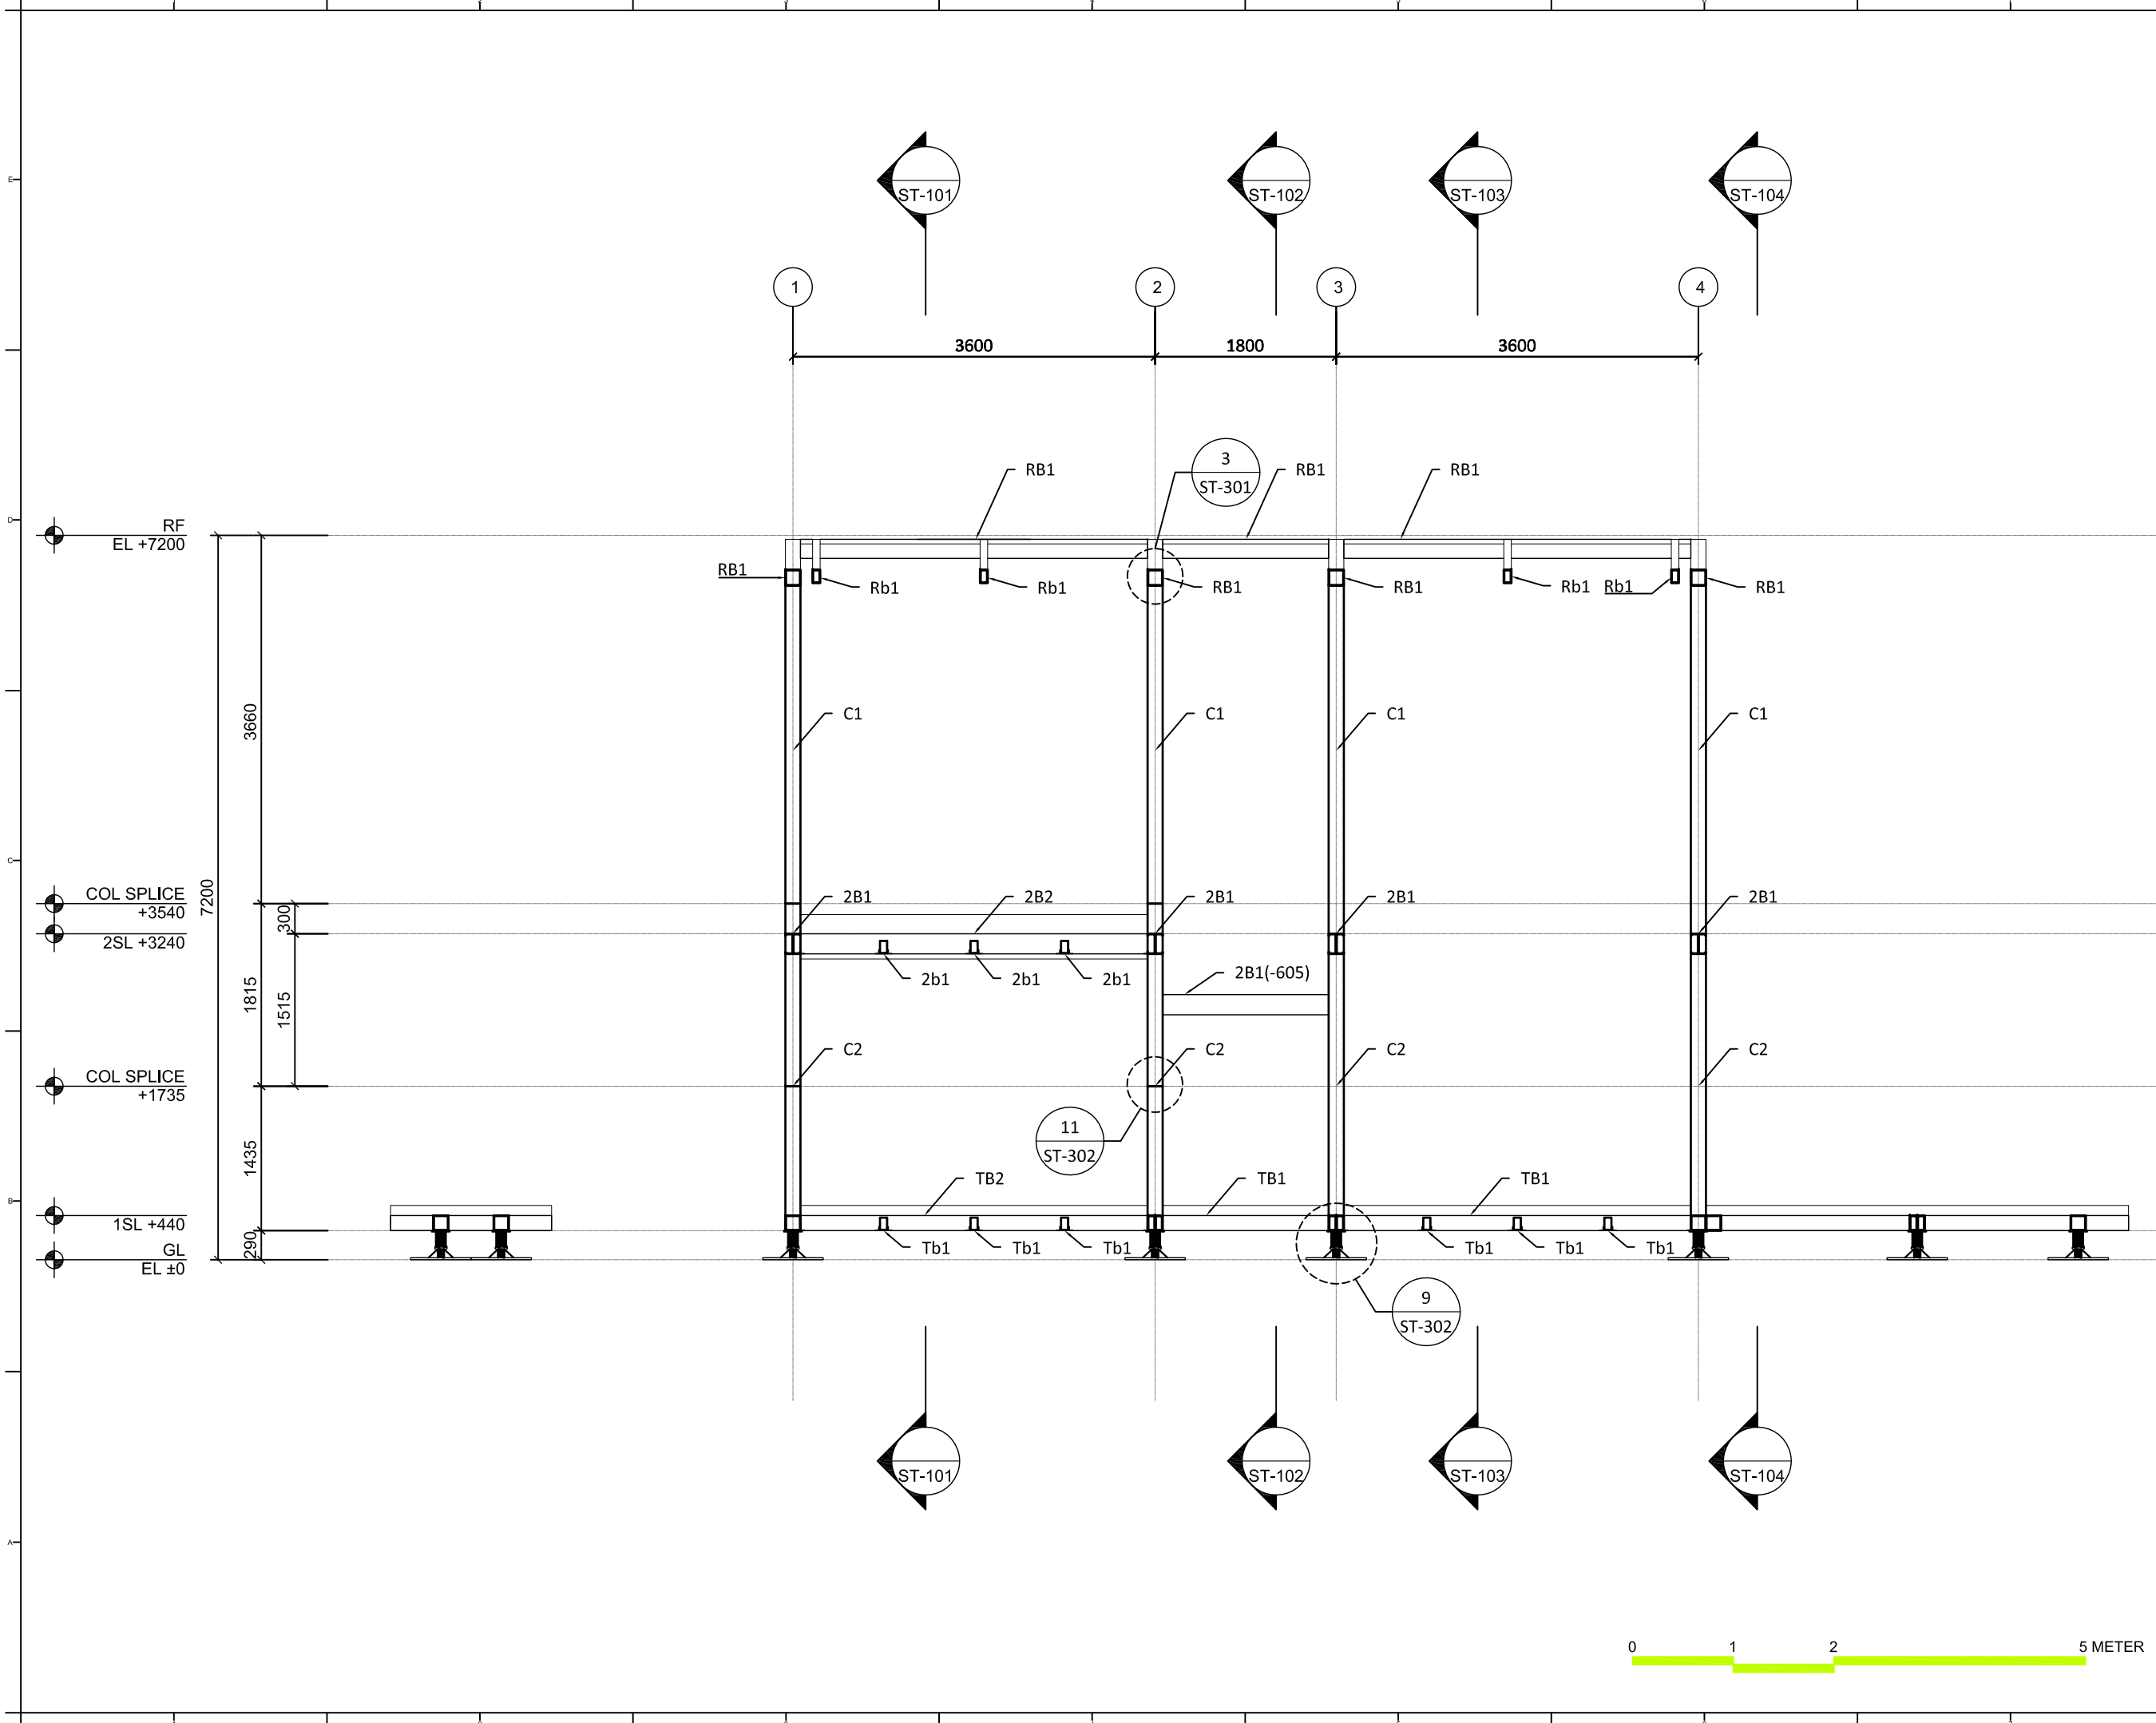 ST-101 ST-102 ST-103 ST-104
1 2 3 4
3600 1800 3600
3
ST-301
RB1 RB1 RB1
RF
EL +7200
RB1 Rb1 Rb1 RB1 RB1 Rb1 Rb1 RB1
3660
C1 C1 C1 C1
7200
COL SPLICE
+3540
300
2B1 2B2 2B1 2B1 2B1
2SL +3240
2b1 2b1 2b1
2B1(-605)
1815
1515
C2 C2 C2 C2
COL SPLICE
+1735
11
ST-302
1435
TB2 TB1 TB1
1SL +440
290
Tb1 Tb1 Tb1 Tb1 Tb1 Tb1
GL
EL ±0
9
ST-302
ST-101 ST-102 ST-103 ST-104
0 1 2 5 METER
E
D
C
B
A